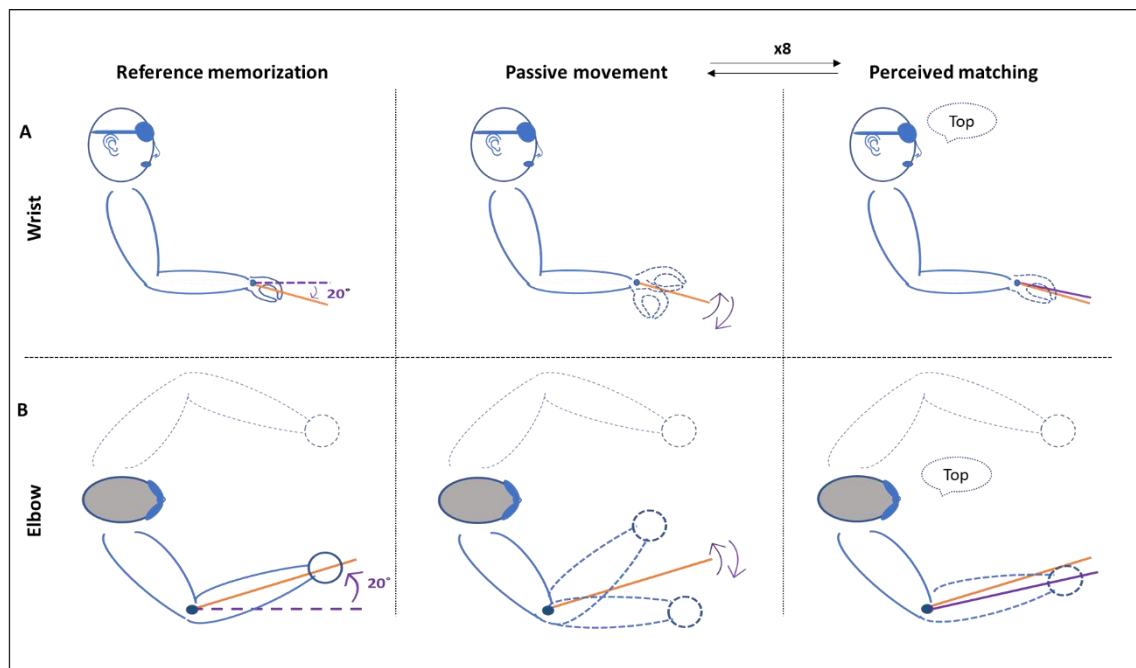 x8
Reference memorization
Passive movement
Perceived matching
A
Wrist
Top
20°
B
Elbow
Top
20°